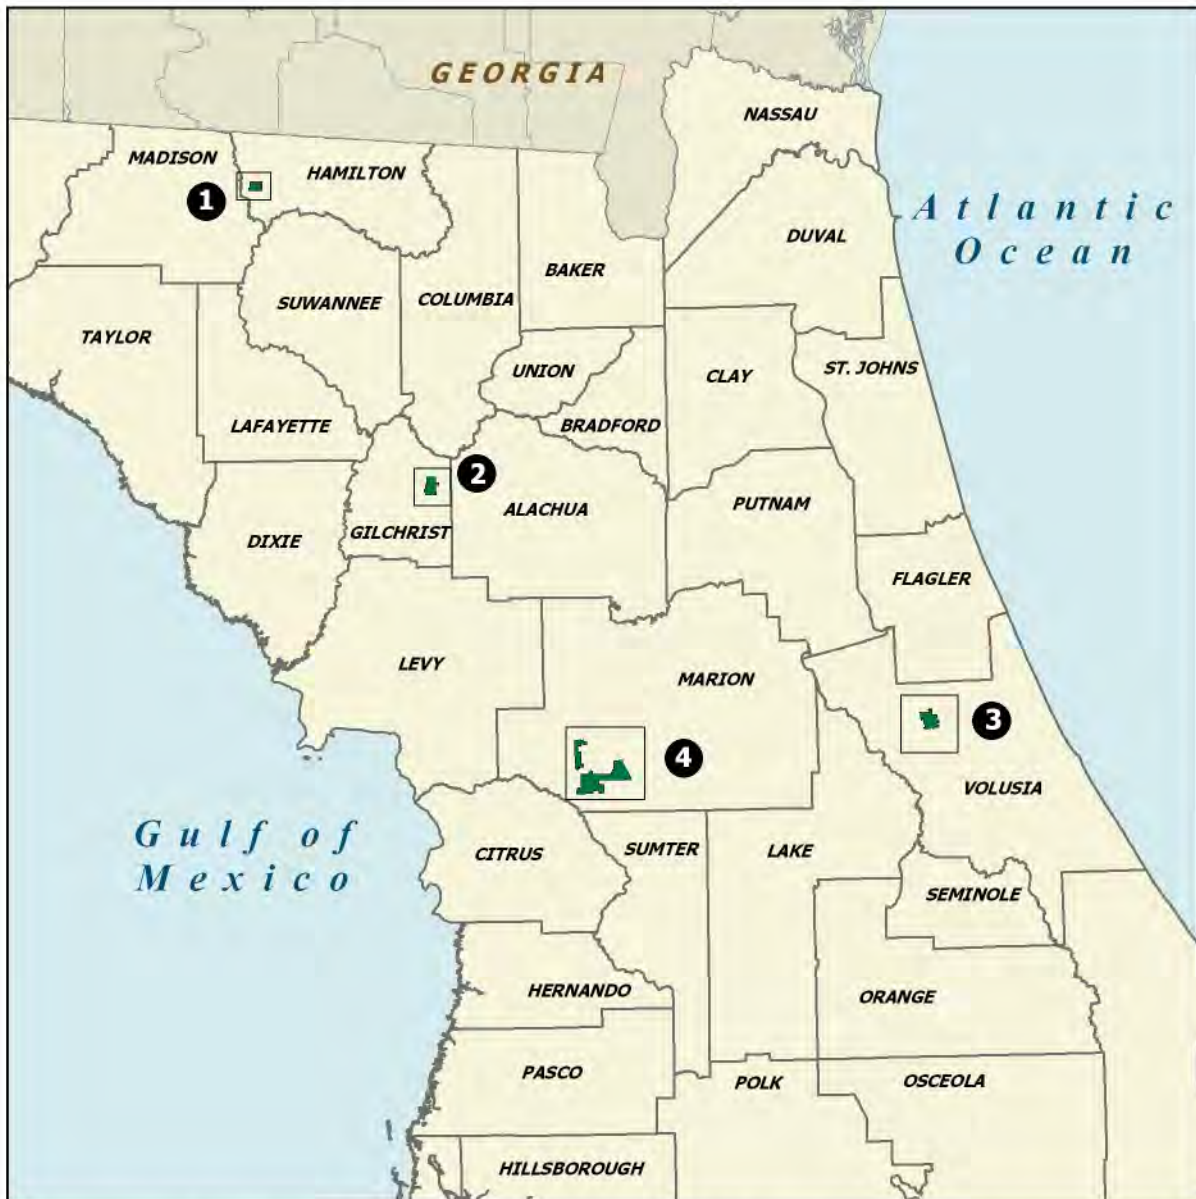 GEORGIA
NASSAU
MADISON
HAMILTON
1
Atlantic
Ocean
DUVAL
BAKER
SUWANNEE
COLUMBIA
TAYLOR
UNION
CLAY
ST. JOHNS
LAFAYETTE
BRADFORD
2
ALACHUA
PUTNAM
GILCHRIST
DIXIE
FLAGLER
LEVY
MARION
3
4
VOLUSIA
Gulf of
Mexico
CITRUS
SUMTER
LAKE
SEMINOLE
HERNANDO
ORANGE
PASCO
POLK
OSCEOLA
HILLSBOROUGH